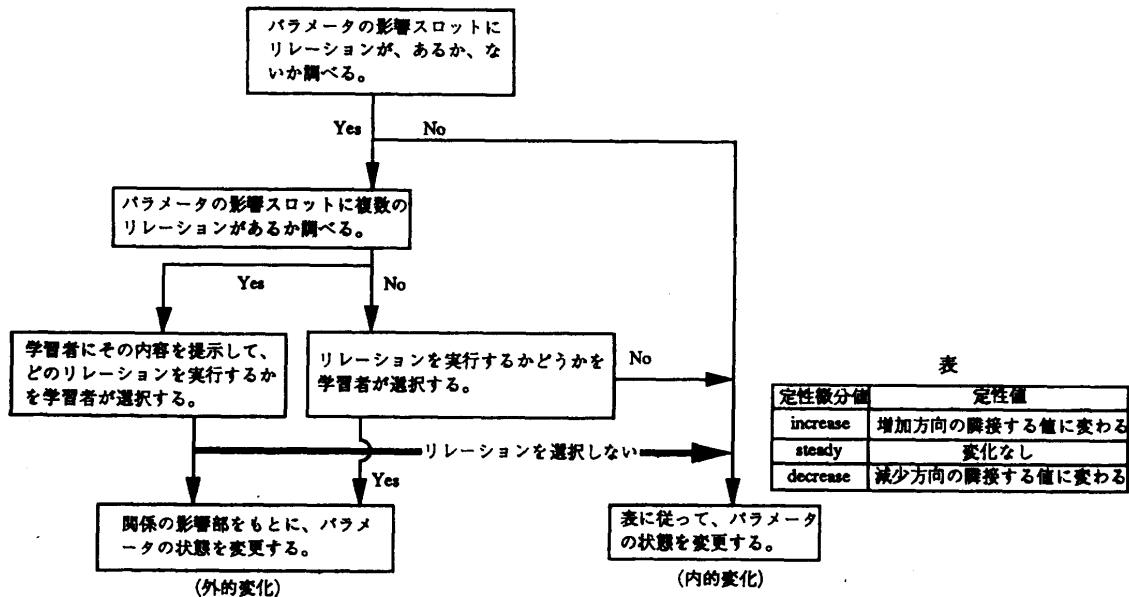 パラメータの影響スロットに
リレーションが、あるか、な
いか調べる。
Yes
No
パラメータの影響スロットに複数の
リレーションがあるか調べる。
Yes
No
学習者にその内容を提示して、
どのリレーションを実行するか
を学習者が選択する。
リレーションを実行するかどうかを
学習者が選択する。
No
リレーションを選択しない
Yes
関係の影響部をもとに、パラメ
ータの状態を変更する。
(外的変化)
表に従って、パラメータ
の状態を変更する。
(内的変化)
表
定性微分値 定性値
increase 増加方向の隣接する値に変わる
steady 変化なし
decrease 減少方向の隣接する値に変わる